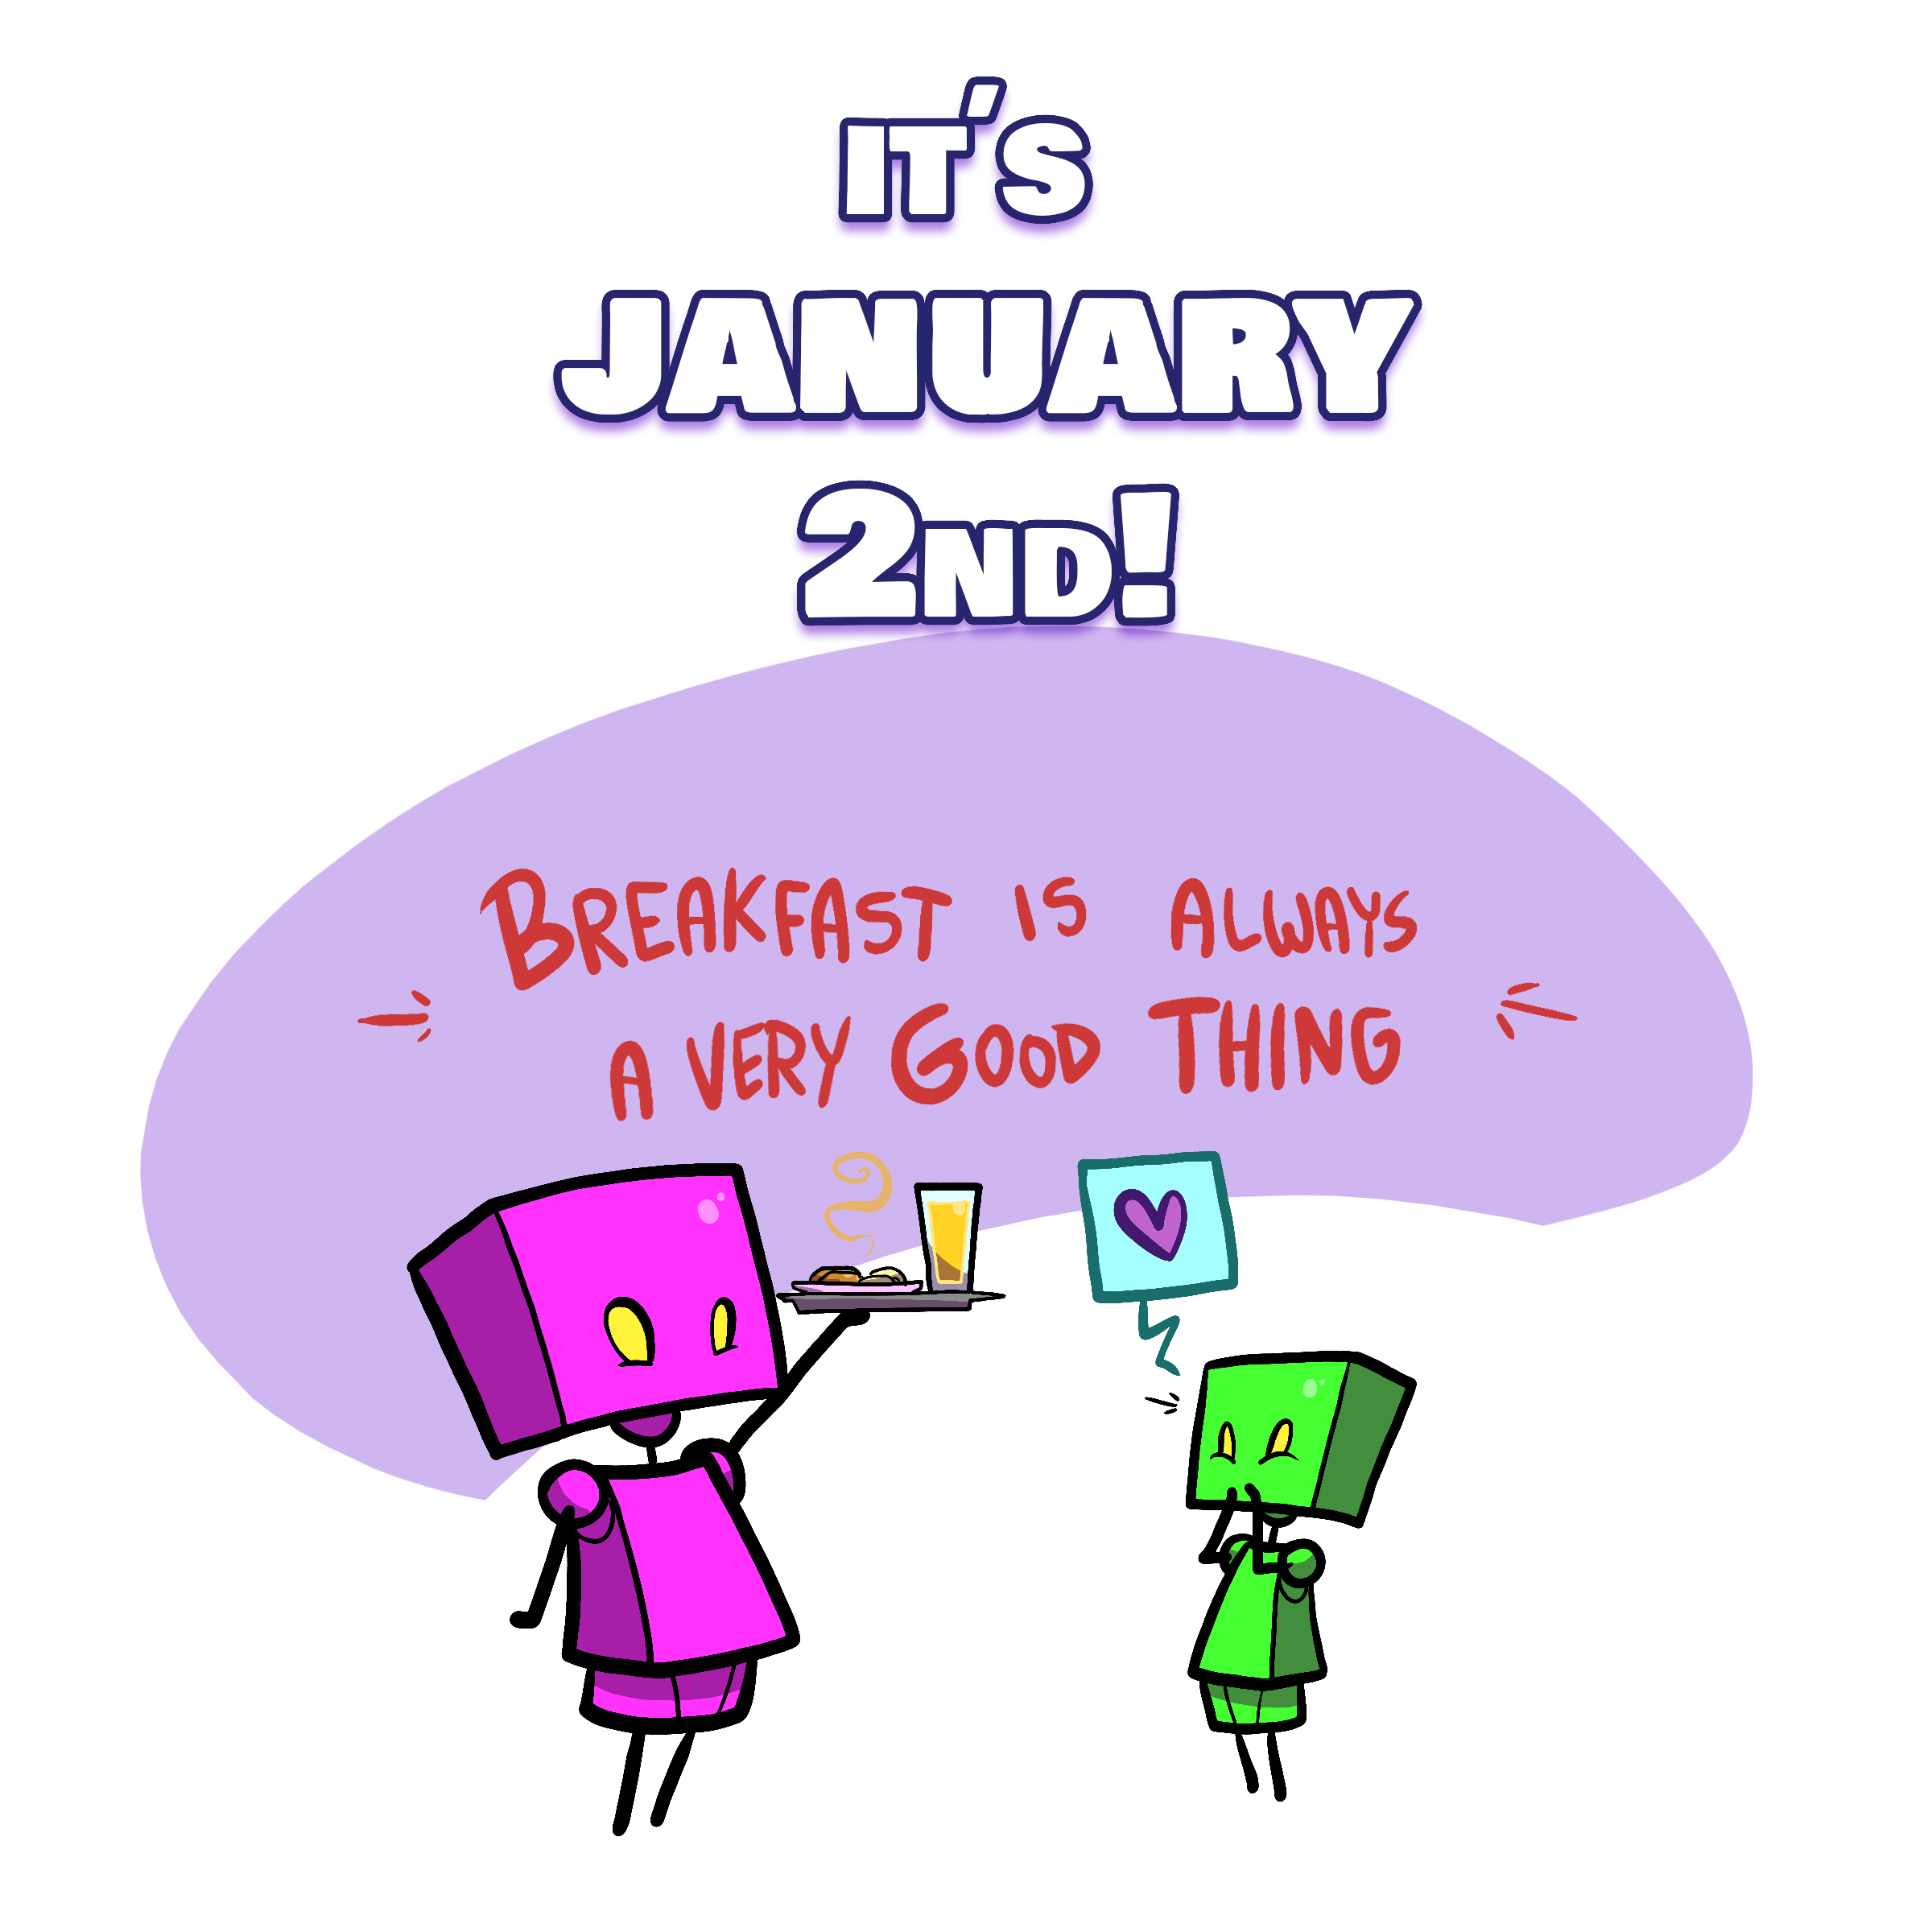 IT'S
JANUARY
2ND!
BREAKFAST IS ALWAYS
A VERY GOOD THING